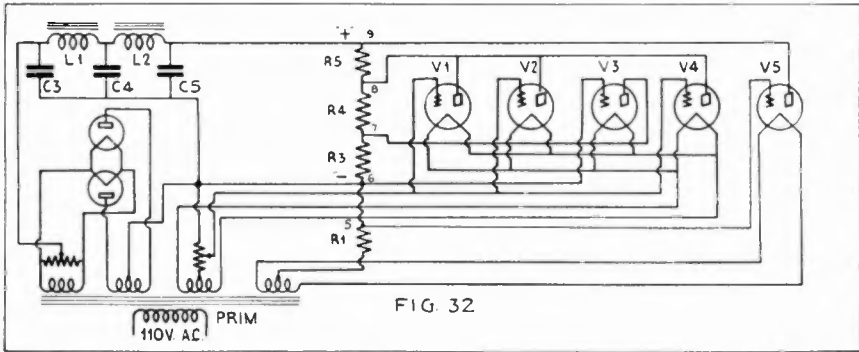 "+" 9
L1 L2
R5
V1 V2 V3 V4 V5
C3 C4 C5
8
R4
7
R3
- 6
5
R1
FIG. 32
PRIM
110V. A.C.